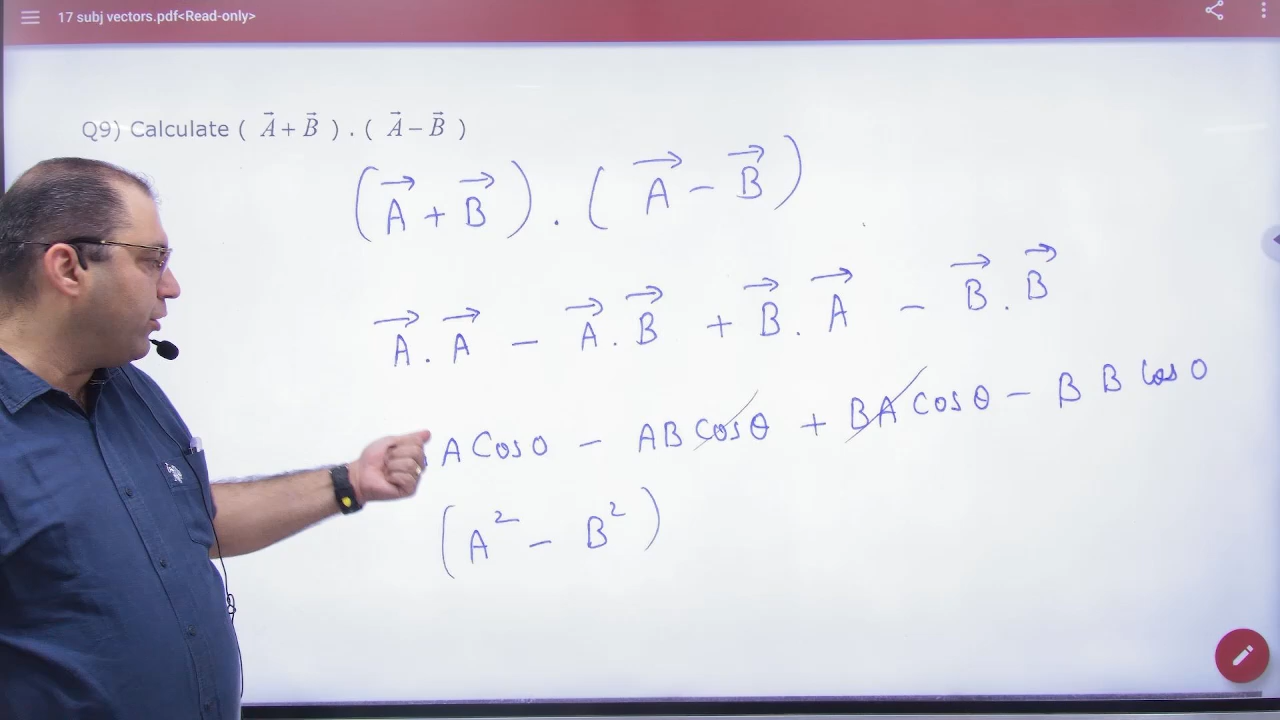 17 subj vectors.pdf<Read-only>
Q9) Calculate ( A⃗ + B⃗ ) . ( A⃗ − B⃗ )
( A⃗ + B⃗ ) . ( A⃗ − B⃗ )
A⃗ . A⃗ − A⃗ . B⃗ + B⃗ . A⃗ − B⃗ . B⃗
A Cos 0 − AB Cos θ + BA Cos θ − B B Cos 0
( A² − B² )